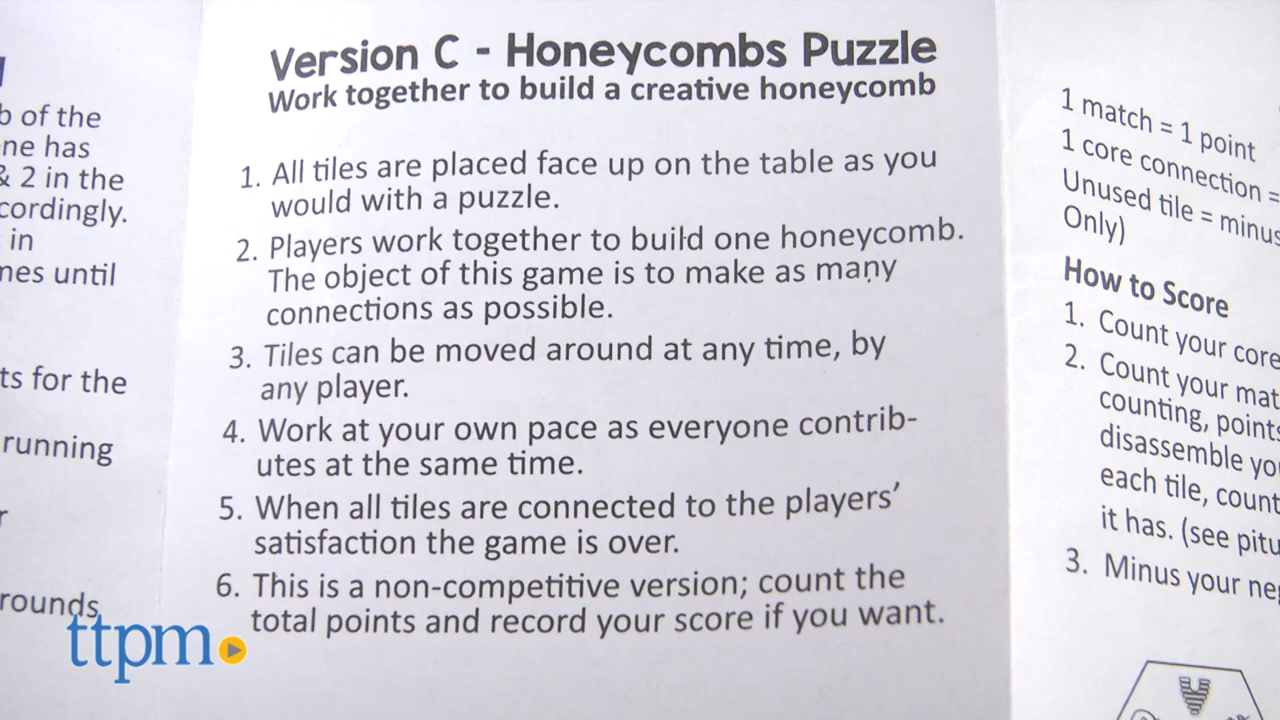 b of the
ne has
& 2 in the
cordingly.
in
nes until
ts for the
running
r
rounds
Version C - Honeycombs Puzzle
Work together to build a creative honeycomb
1. All tiles are placed face up on the table as you
would with a puzzle.
2. Players work together to build one honeycomb.
The object of this game is to make as many
connections as possible.
3. Tiles can be moved around at any time, by
any player.
4. Work at your own pace as everyone contrib-
utes at the same time.
5. When all tiles are connected to the players’
satisfaction the game is over.
6. This is a non-competitive version; count the
total points and record your score if you want.
1 match = 1 point
1 core connection =
Unused tile = minus
Only)
How to Score
1. Count your core
2. Count your mat
counting, points
disassemble you
each tile, count
it has. (see pitu
3. Minus your neg
ttpm